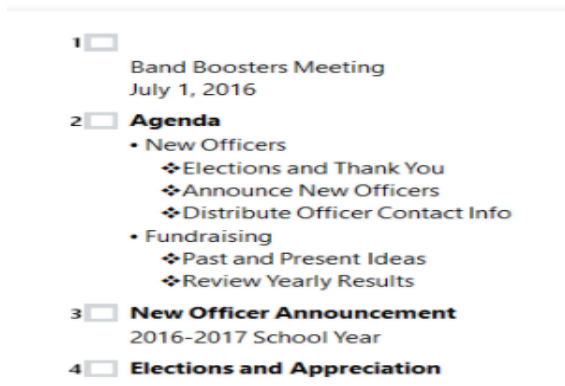 1
Band Boosters Meeting
July 1, 2016
2 Agenda
• New Officers
❖Elections and Thank You
❖Announce New Officers
❖Distribute Officer Contact Info
• Fundraising
❖Past and Present Ideas
❖Review Yearly Results
3 New Officer Announcement
2016-2017 School Year
4 Elections and Appreciation